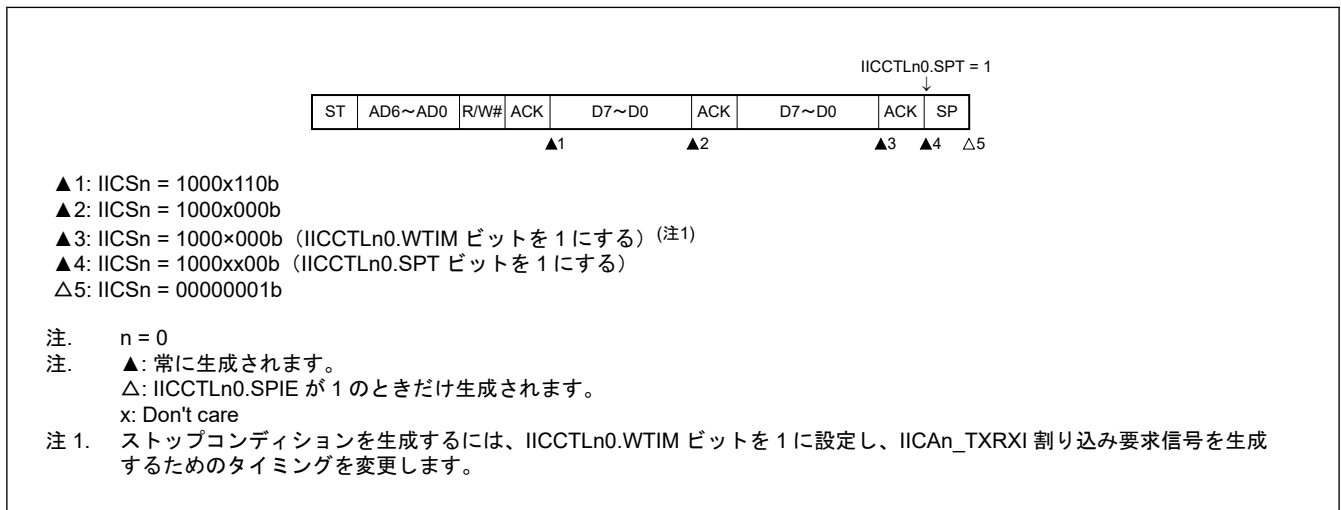 IICCTLn0.SPT = 1
↓
ST AD6～AD0 R/W# ACK D7～D0 ACK D7～D0 ACK SP
▲1 ▲2 ▲3 ▲4 △5
▲1: IICSn = 1000x110b
▲2: IICSn = 1000x000b
▲3: IICSn = 1000×000b（IICCTLn0.WTIM ビットを 1 にする）(注1)
▲4: IICSn = 1000xx00b（IICCTLn0.SPT ビットを 1 にする）
△5: IICSn = 00000001b
注. n = 0
注. ▲: 常に生成されます。
△: IICCTLn0.SPIE が 1 のときだけ生成されます。
x: Don't care
注 1. ストップコンディションを生成するには、IICCTLn0.WTIM ビットを 1 に設定し、IICAn_TXRXI 割り込み要求信号を生成
するためのタイミングを変更します。